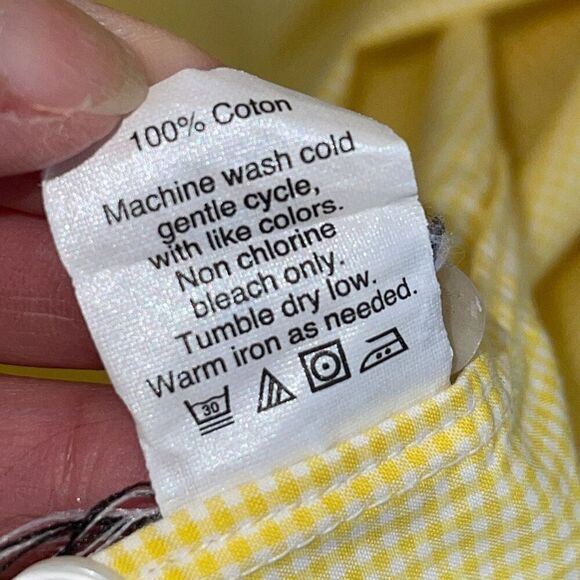 100% Coton
Machine wash cold
gentle cycle,
with like colors.
Non chlorine
bleach only.
Tumble dry low.
Warm iron as needed.
30